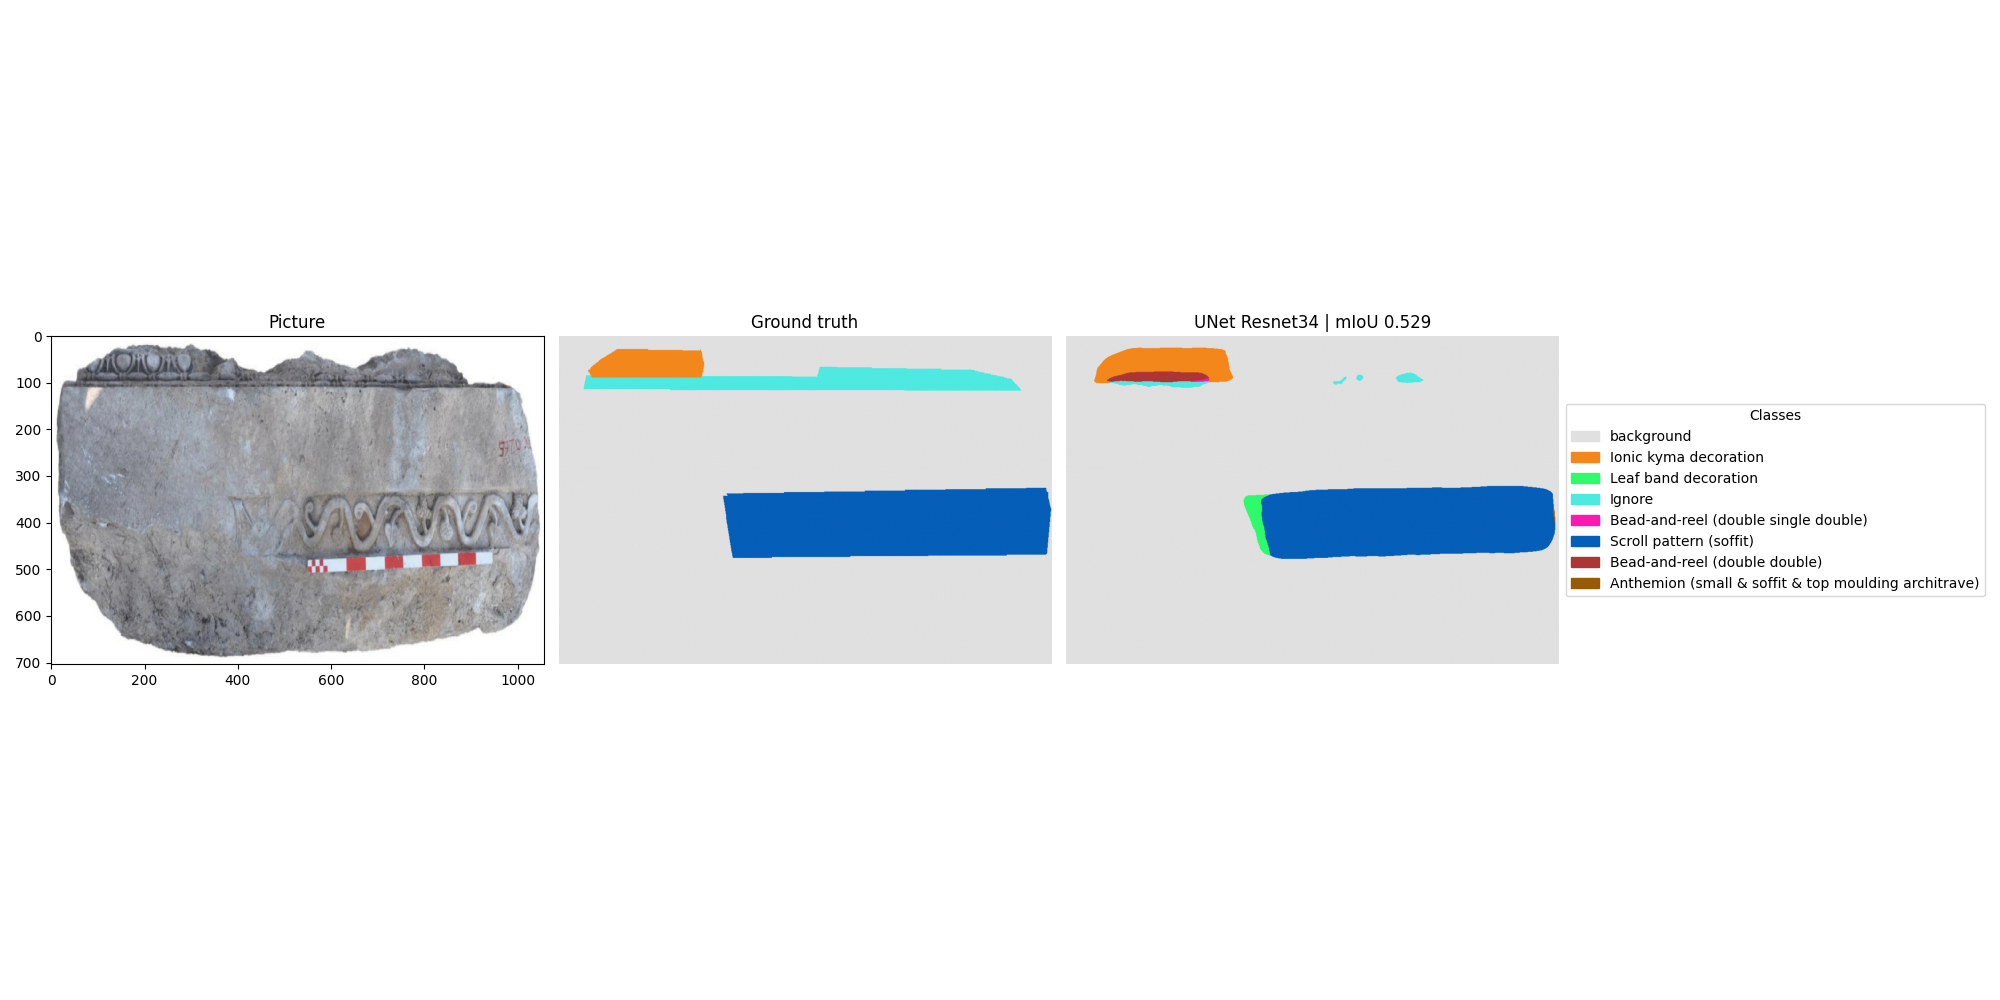 Picture
Ground truth
UNet Resnet34 | mIoU 0.529
0
100
200
300
400
500
600
700
0
200
400
600
800
1000
Classes
background
Ionic kyma decoration
Leaf band decoration
Ignore
Bead-and-reel (double single double)
Scroll pattern (soffit)
Bead-and-reel (double double)
Anthemion (small & soffit & top moulding architrave)